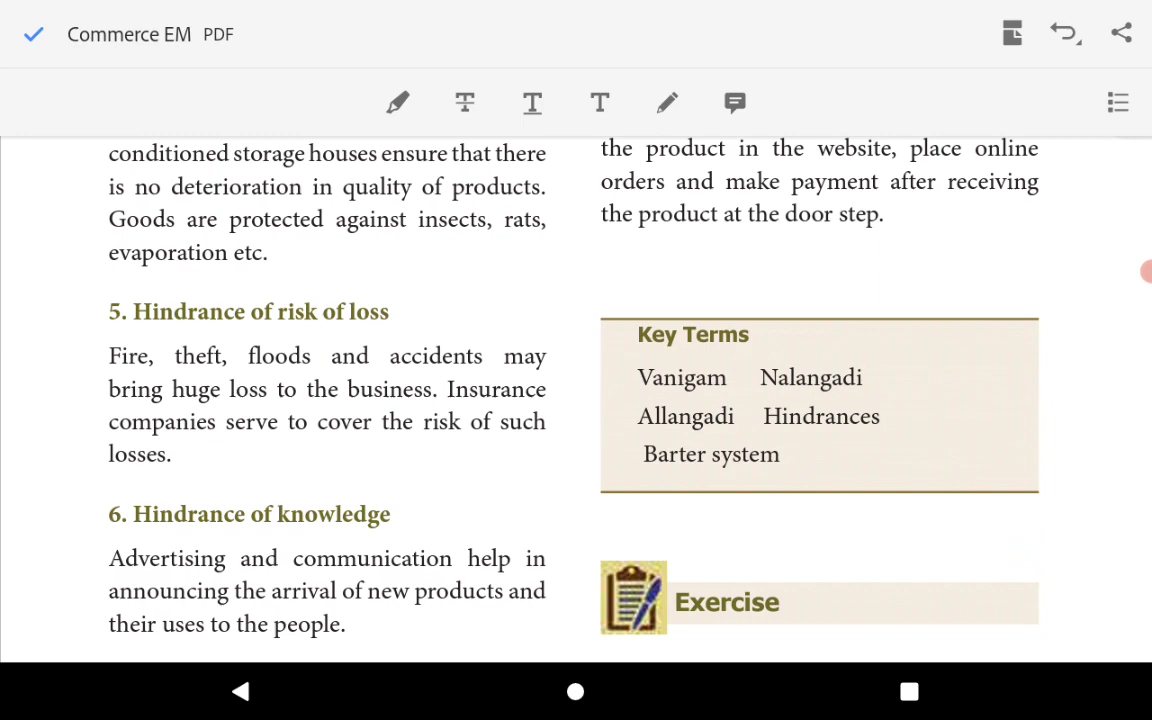 Commerce EM PDF
conditioned storage houses ensure that there
is no deterioration in quality of products.
Goods are protected against insects, rats,
evaporation etc.
5. Hindrance of risk of loss
Fire, theft, floods and accidents may
bring huge loss to the business. Insurance
companies serve to cover the risk of such
losses.
6. Hindrance of knowledge
Advertising and communication help in
announcing the arrival of new products and
their uses to the people.
the product in the website, place online
orders and make payment after receiving
the product at the door step.
Key Terms
Vanigam Nalangadi
Allangadi Hindrances
Barter system
Exercise